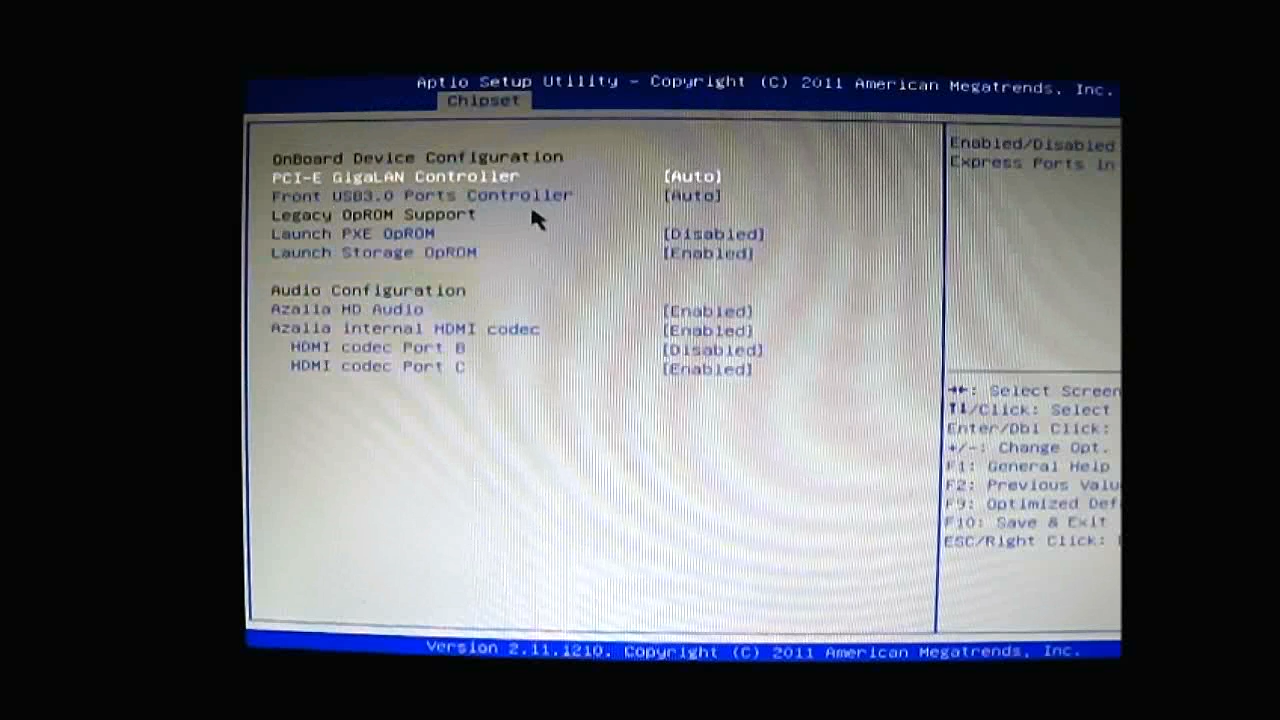 Aptio Setup Utility - Copyright (C) 2011 American Megatrends, Inc.
Chipset
OnBoard Device Configuration
PCI-E GigaLAN Controller [Auto]
Front USB3.0 Ports Controller [Auto]
Legacy OpROM Support
Launch PXE OpROM [Disabled]
Launch Storage OpROM [Enabled]
Audio Configuration
Azalia HD Audio [Enabled]
Azalia internal HDMI codec [Enabled]
HDMI codec Port B [Disabled]
HDMI codec Port C [Enabled]
Enabled/Disabled
Express Ports in
→←: Select Screen
↑↓/Click: Select
Enter/Dbl Click:
+/-: Change Opt.
F1: General Help
F2: Previous Valu
F9: Optimized Def
F10: Save & Exit
ESC/Right Click:
Version 2.11.1210. Copyright (C) 2011 American Megatrends, Inc.